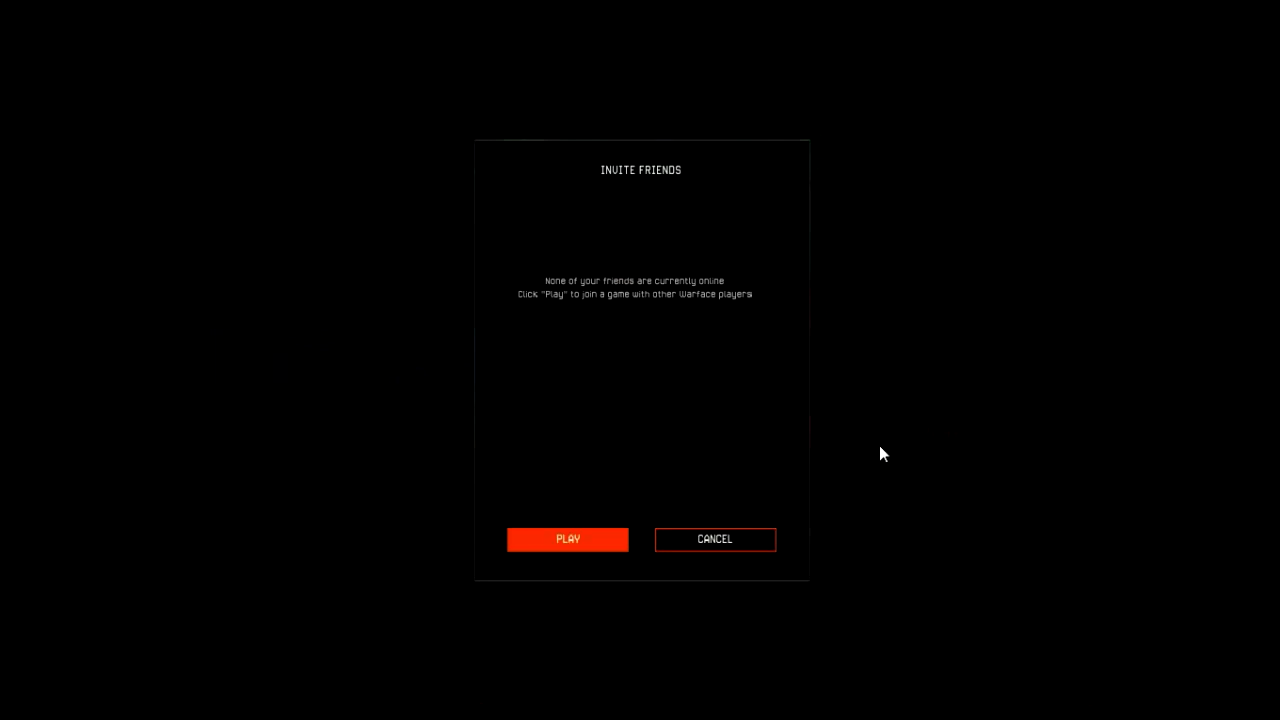 INVITE FRIENDS
None of your friends are currently online
Click "Play" to join a game with other Warface players
PLAY
CANCEL